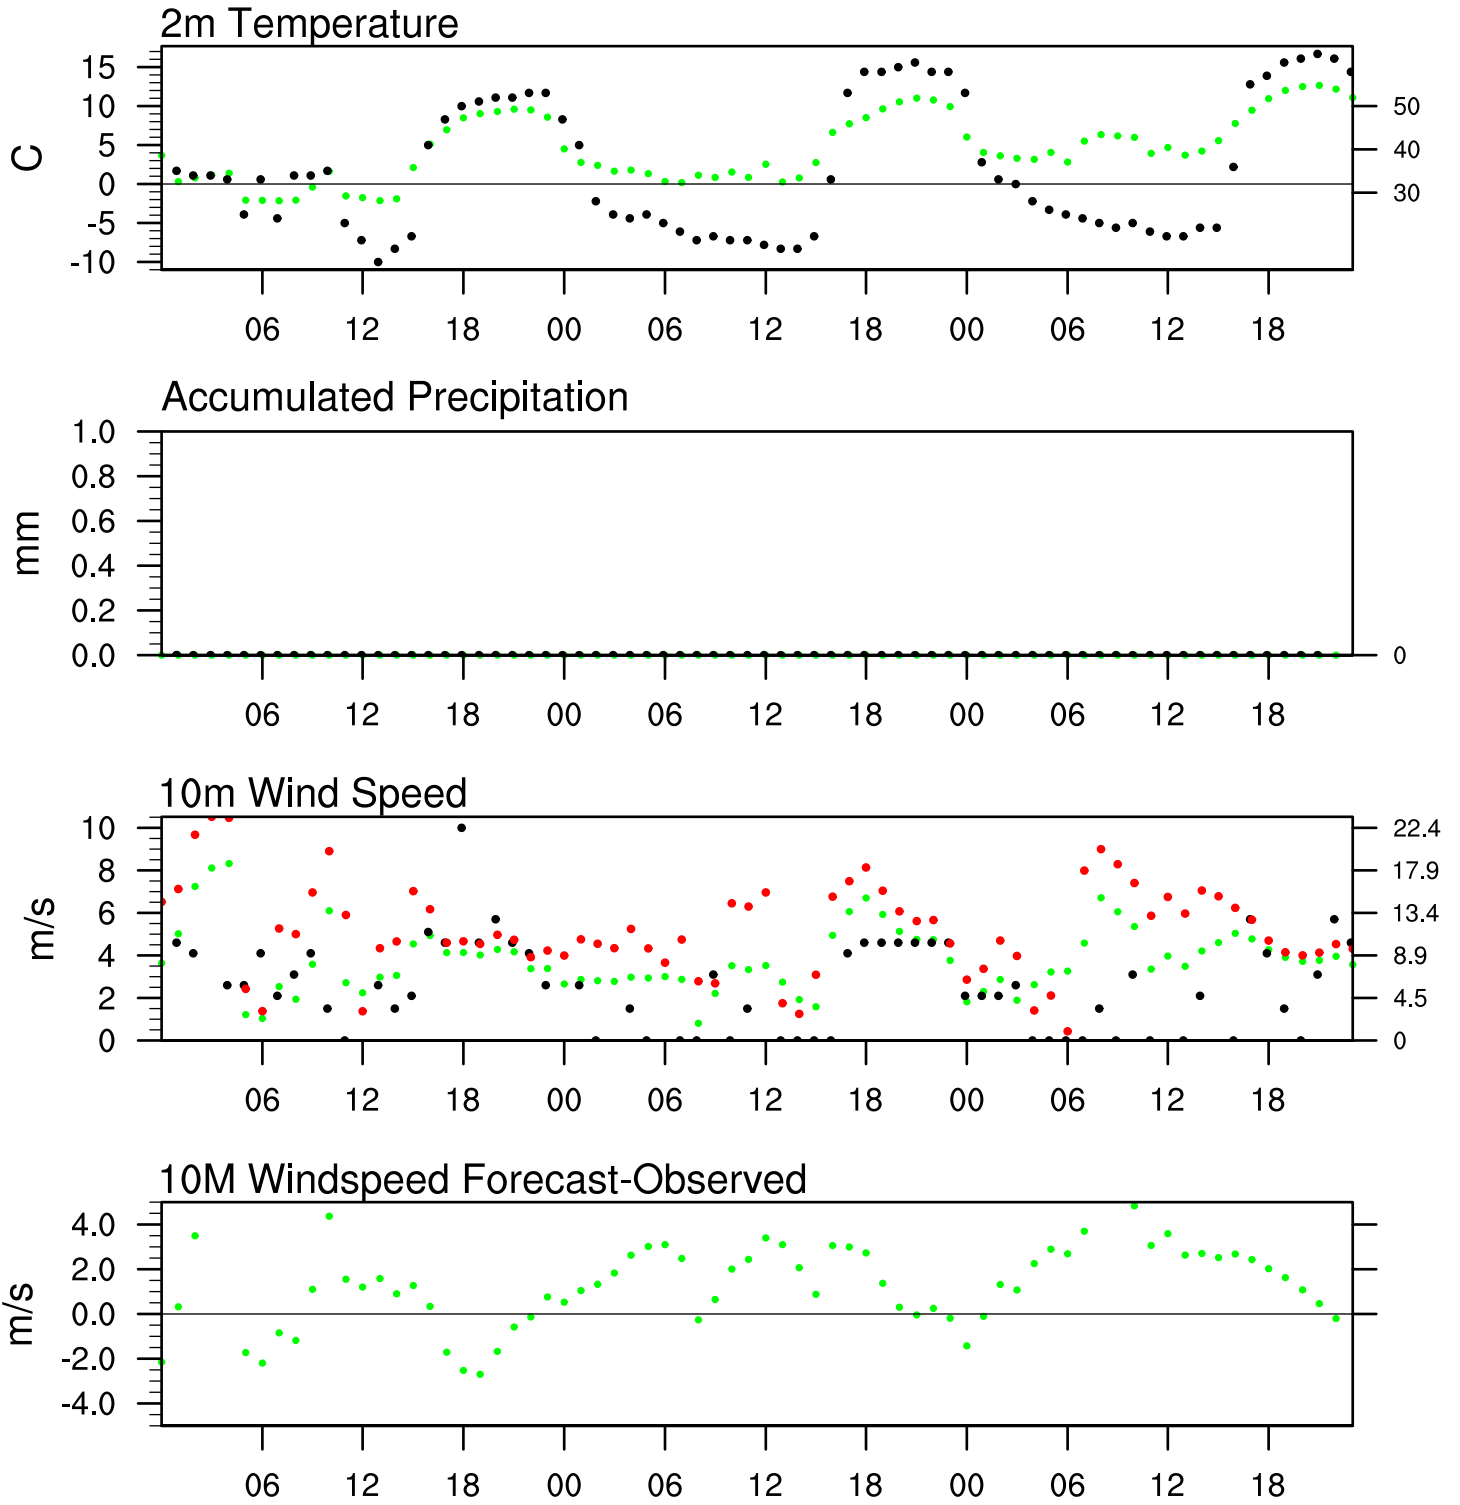 2m Temperature
15
10
5
0
-5
-10
C
50
40
30
06 12 18 00 06 12 18 00 06 12 18
Accumulated Precipitation
1.0
0.8
0.6
0.4
0.2
0.0
mm
0
06 12 18 00 06 12 18 00 06 12 18
10m Wind Speed
10
8
6
4
2
0
m/s
22.4
17.9
13.4
8.9
4.5
0
06 12 18 00 06 12 18 00 06 12 18
10M Windspeed Forecast-Observed
4.0
2.0
0.0
-2.0
-4.0
m/s
06 12 18 00 06 12 18 00 06 12 18